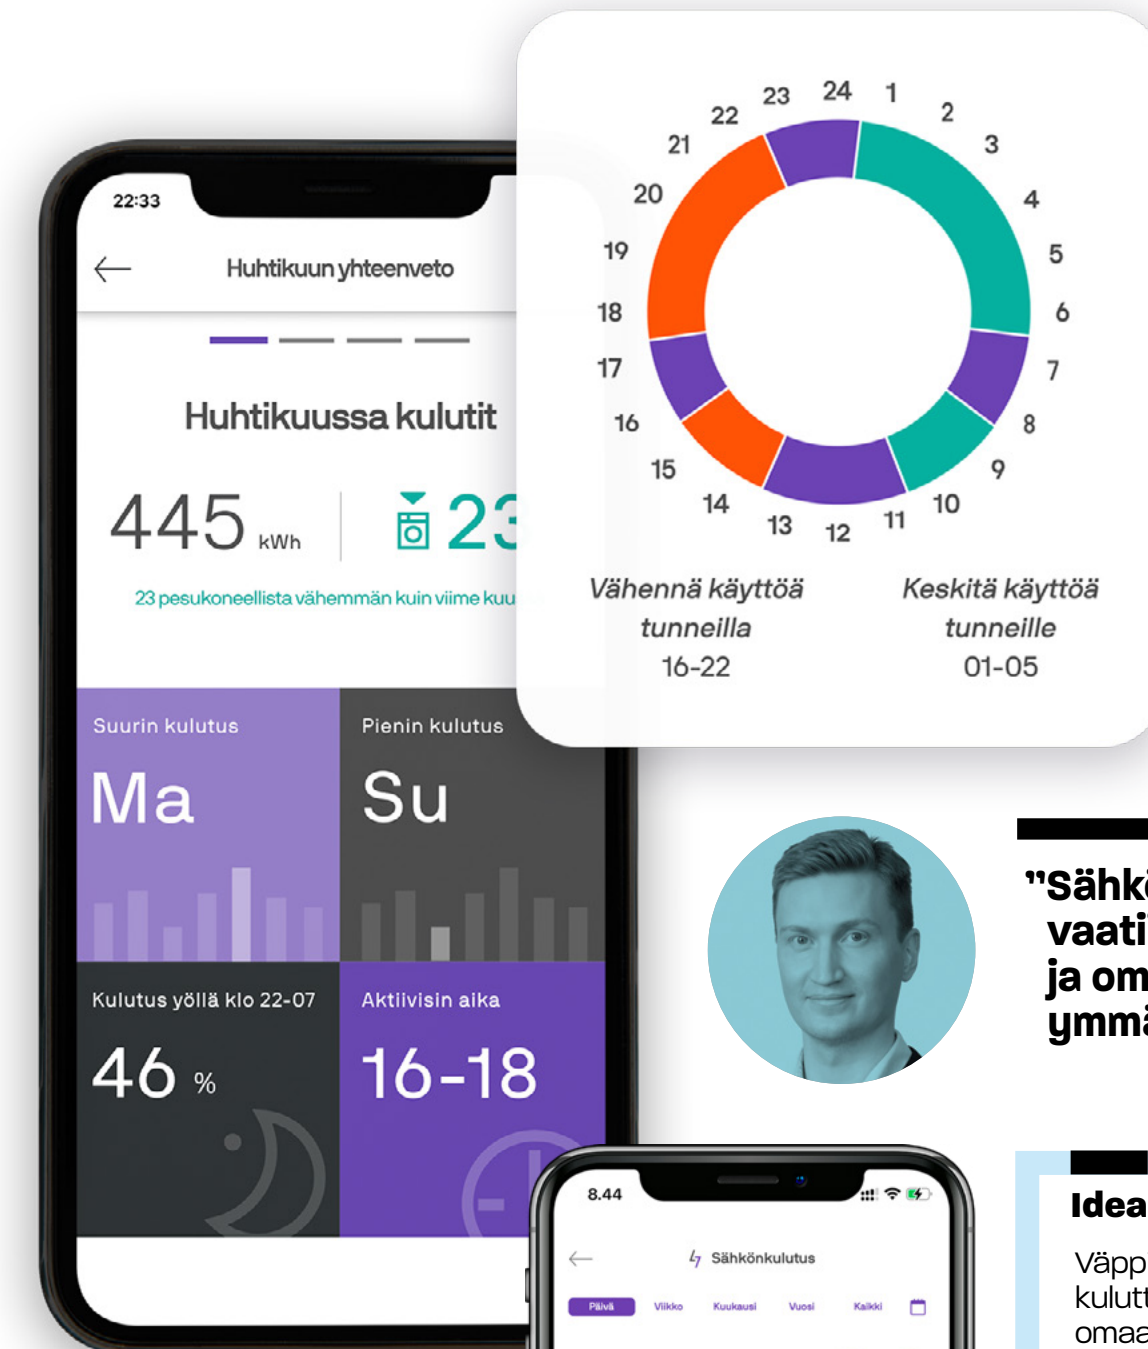 22:33
Huhtikuun yhteenveto
Huhtikuussa kulutit
445 kWh
23
23 pesukoneellista vähemmän kuin viime
Suurin kulutus
Ma
Pienin kulutus
Su
Kulutus yöllä klo 22-07
46 %
Aktiivisin aika
16-18
24
1
2
3
4
5
6
7
8
9
10
11
12
13
14
15
16
17
18
19
20
21
22
23
Vähennä käyttöä
tunneilla
16-22
Keskitä käyttöä
tunneille
01-05
ja
8.44
Sähkönkulutus
Päivä Viikko Kuukausi Vuosi Kaikki
Idea